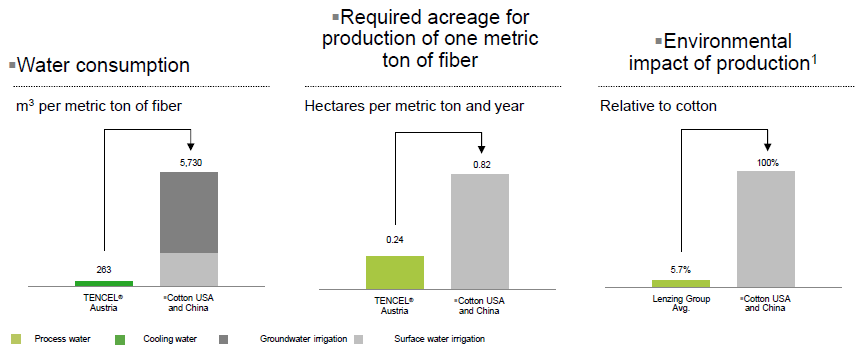 ▪Water consumption
m³ per metric ton of fiber
5,730
263
TENCEL®
Austria
▪Cotton USA
and China
▪Required acreage for
production of one metric
ton of fiber
Hectares per metric ton and year
0.82
0.24
TENCEL®
Austria
▪Cotton USA
and China
▪Environmental
impact of production¹
Relative to cotton
100%
5.7%
Lenzing Group
Avg.
▪Cotton USA
and China
Process water
Cooling water
Groundwater irrigation
Surface water irrigation